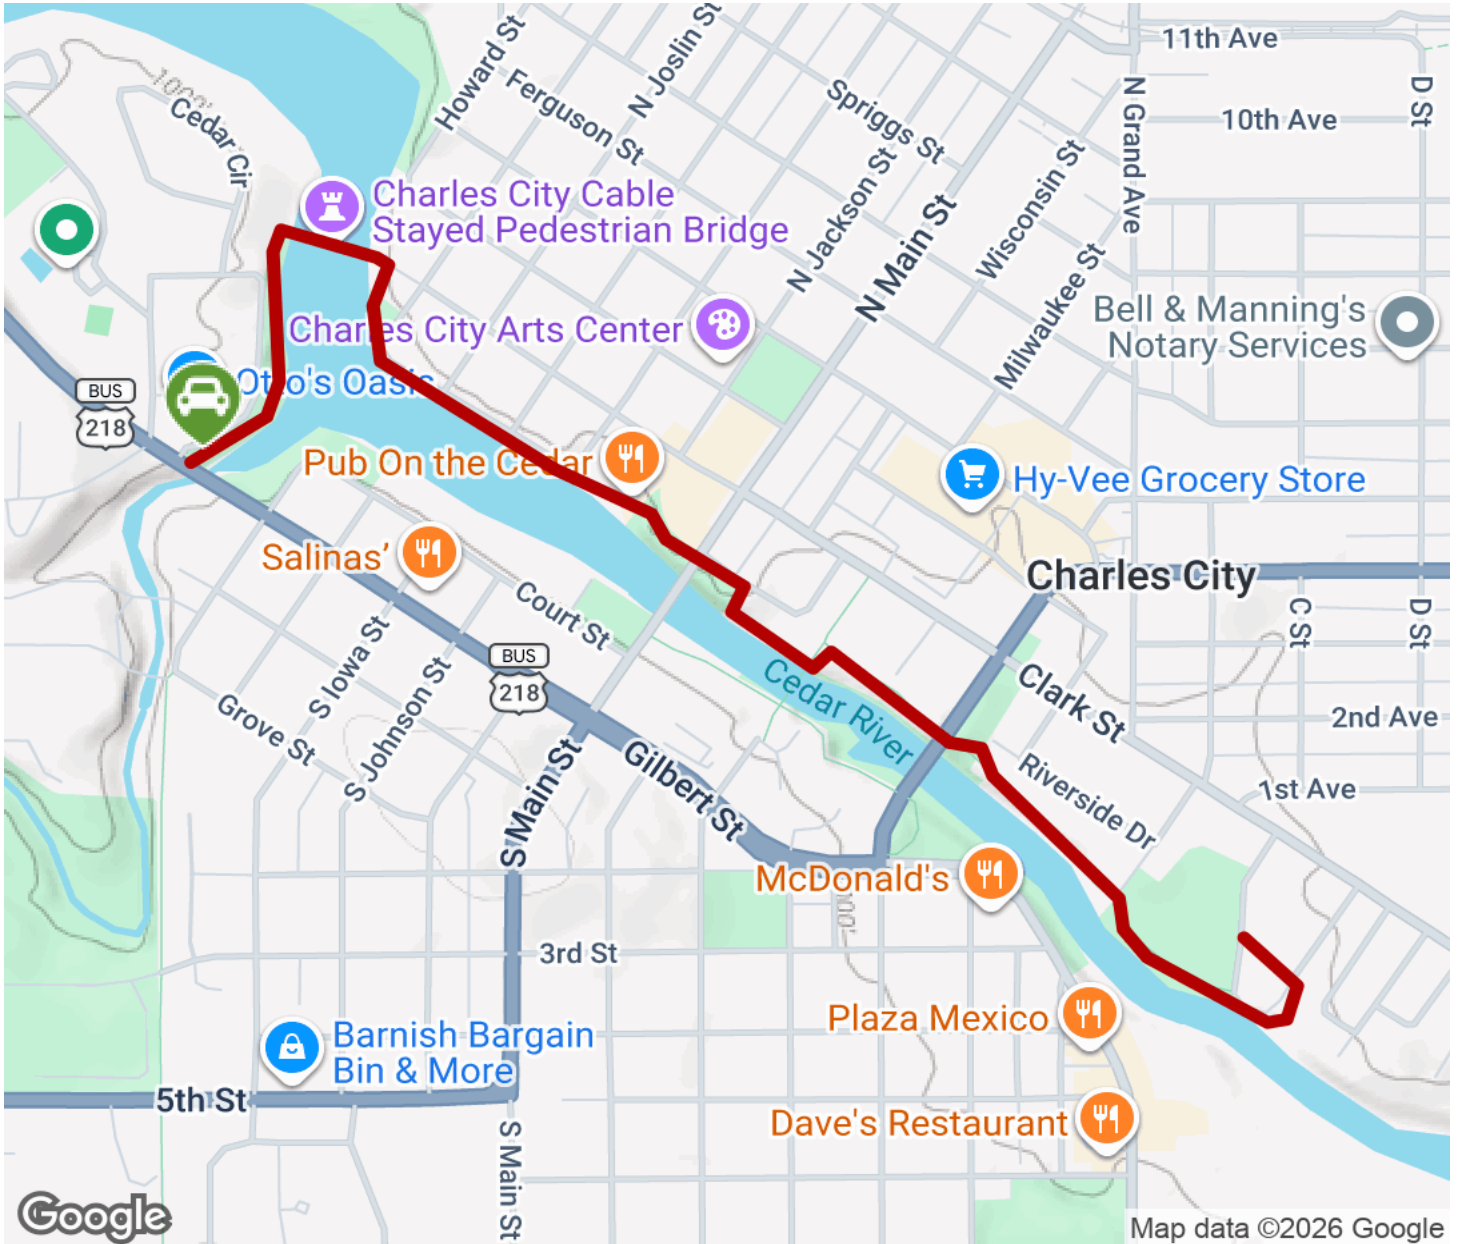 11th Ave
N Joslin St
Howard St
Ferguson St
Spriggs St
D St
10th Ave
N Grand Ave
1000'
Cedar Cir
Charles City Cable
Stayed Pedestrian Bridge
N Jackson St
N Main St
Wisconsin St
Milwaukee St
Charles City Arts Center
Bell & Manning's
Notary Services
Otto's Oasis
BUS
218
Pub On the Cedar
Hy-Vee Grocery Store
Salinas'
Charles City
Court St
C St
D St
S Iowa St
BUS
218
S Johnson St
Grove St
Cedar River
Clark St
2nd Ave
S Main St
Gilbert St
Riverside Dr
1st Ave
McDonald's
3rd St
Plaza Mexico
Barnish Bargain
Bin & More
5th St
Dave's Restaurant
S Main St
Google
Map data ©2026 Google